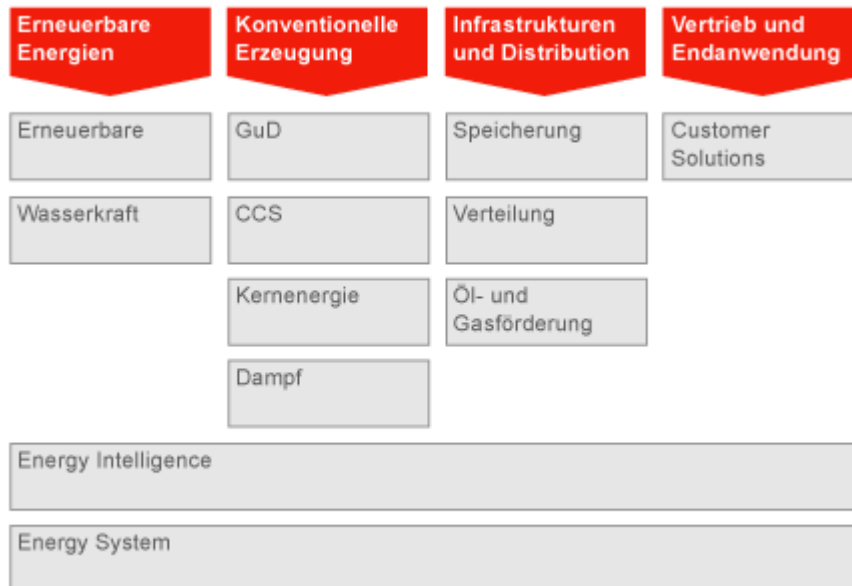 Erneuerbare
Energien
Konventionelle
Erzeugung
Infrastrukturen
und Distribution
Vertrieb und
Endanwendung
Erneuerbare
GuD
Speicherung
Customer
Solutions
Wasserkraft
CCS
Verteilung
Kernenergie
Öl- und
Gasförderung
Dampf
Energy Intelligence
Energy System